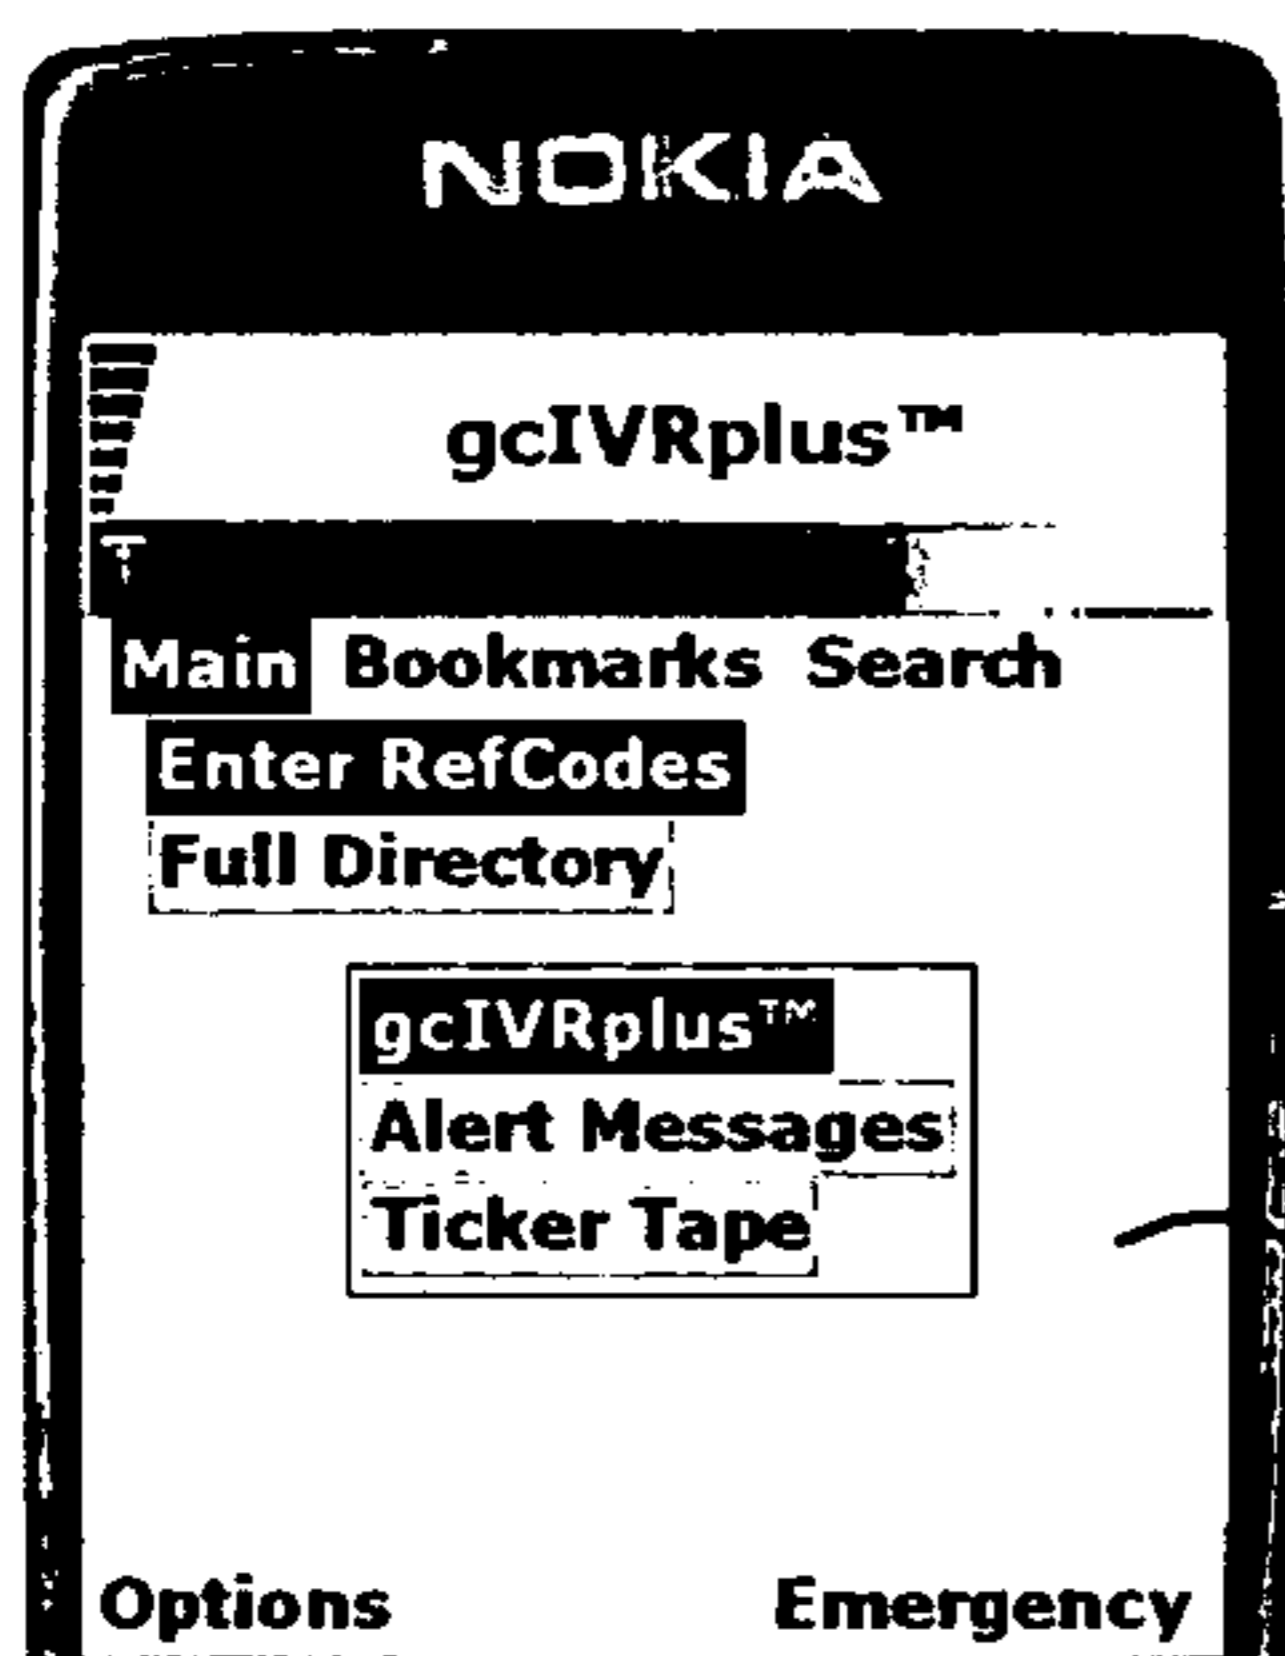 NOKIA
gcIVRplus™
Main Bookmarks Search
Enter RefCodes
Full Directory
gcIVRplus™
Alert Messages
Ticker Tape
Options Emergency